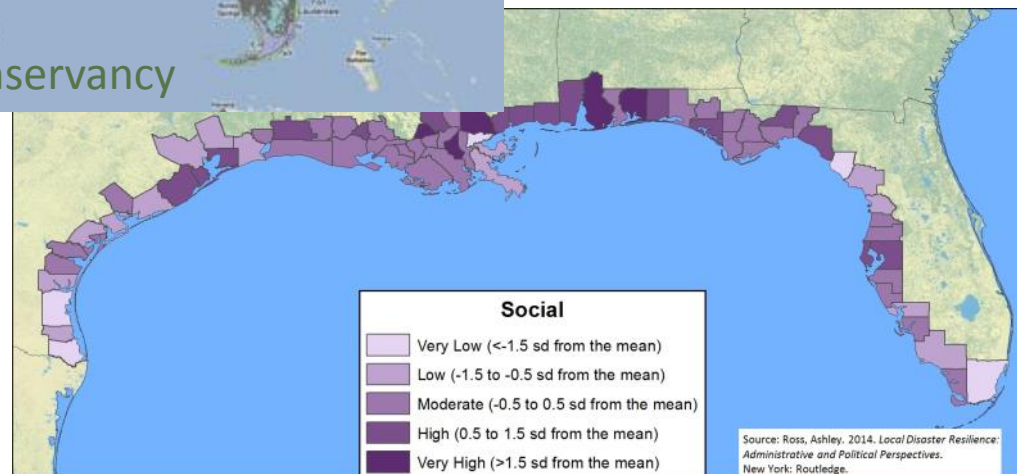 Lauderdale
The
Bahamas
nservancy
Social
Very Low (<-1.5 sd from the mean)
Low (-1.5 to -0.5 sd from the mean)
Moderate (-0.5 to 0.5 sd from the mean)
High (0.5 to 1.5 sd from the mean)
Very High (>1.5 sd from the mean)
Source: Ross, Ashley. 2014. Local Disaster Resilience:
Administrative and Political Perspectives.
New York: Routledge.